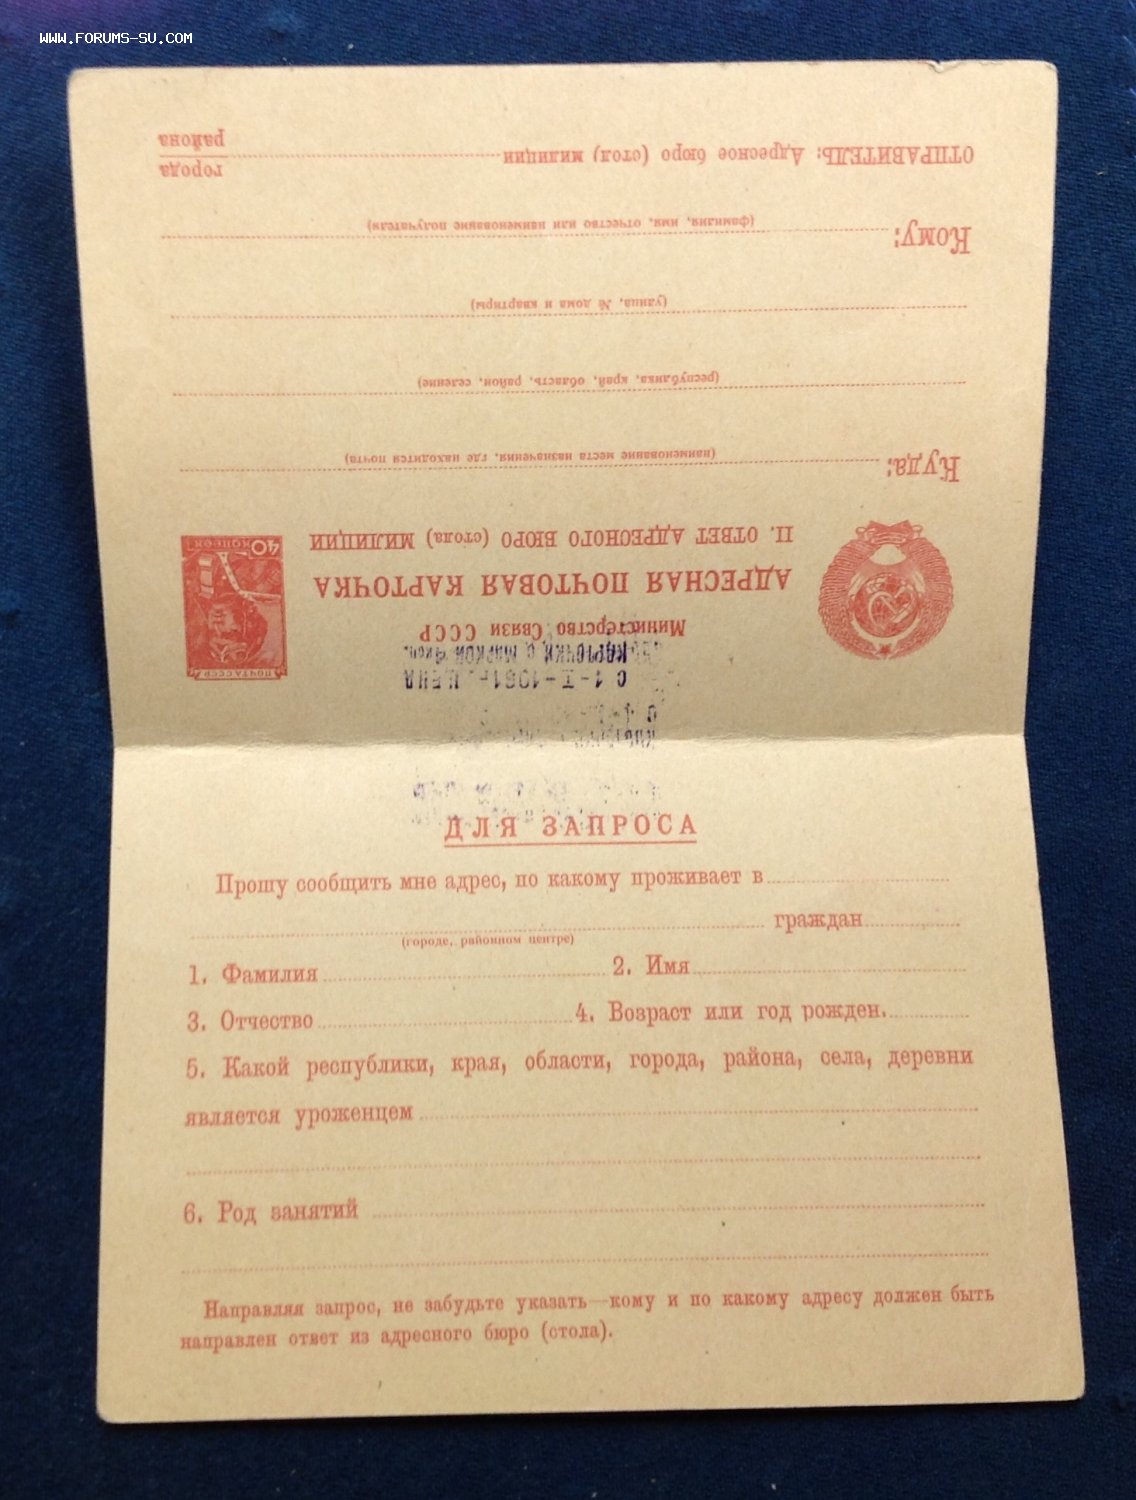 WWW.FORUMS-SU.COM
ОТПРАВИТЕЛЬ: Адресное бюро (стол) милиции
города
района
Кому:
(фамилия, имя, отчество или наименование получателя)
(улица, № дома и квартиры)
(республика, край, область, район, селение)
Куда:
(наименование места назначения, где находится почта)
II. ОТВЕТ АДРЕСНОГО БЮРО (стола) МИЛИЦИИ
АДРЕСНАЯ ПОЧТОВАЯ КАРТОЧКА
Министерство Связи СССР
40
КОПЕЕК
ПОЧТА СССР
КАРТОЧКИ С МАРКОЙ
С 1-I-1961г. ЦЕНА
ДЛЯ ЗАПРОСА
Прошу сообщить мне адрес, по какому проживает в
граждан
(городе, районном центре)
1. Фамилия 2. Имя
3. Отчество 4. Возраст или год рожден.
5. Какой республики, края, области, города, района, села, деревни
является уроженцем
6. Род занятий
Направляя запрос, не забудьте указать—кому и по какому адресу должен быть
направлен ответ из адресного бюро (стола).